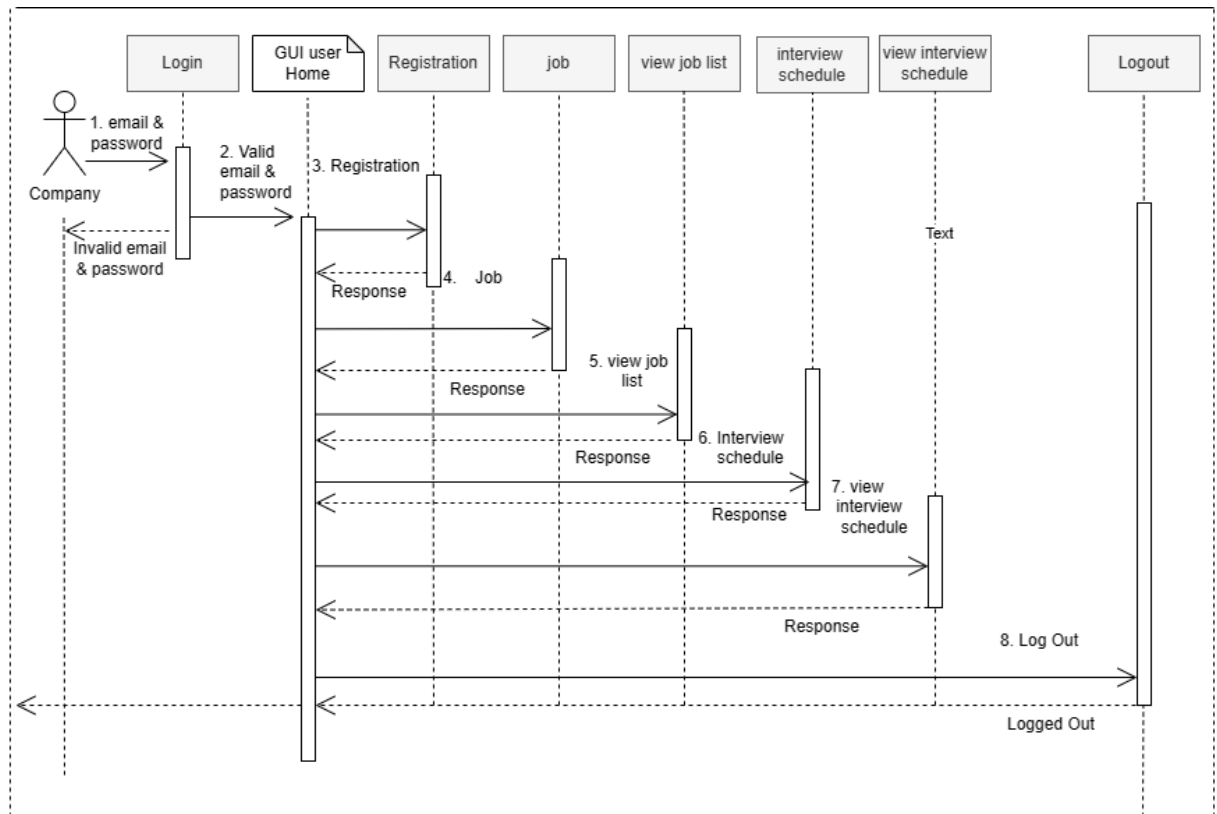 Login
GUI user
Home
Registration
job
view job list
interview
schedule
view interview
schedule
Logout
1. email &
password
Company
2. Valid
email &
password
3. Registration
Invalid email
& password
Text
Response
4. Job
Response
5. view job
list
Response
6. Interview
schedule
Response
7. view
interview
schedule
Response
8. Log Out
Logged Out